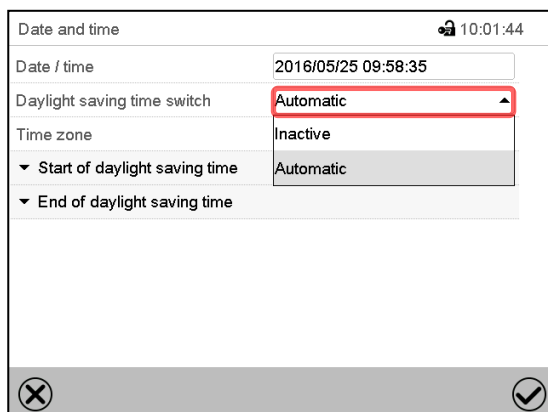 Date and time 10:01:44
Date / time 2016/05/25 09:58:35
Daylight saving time switch Automatic
Time zone Inactive
Start of daylight saving time Automatic
End of daylight saving time